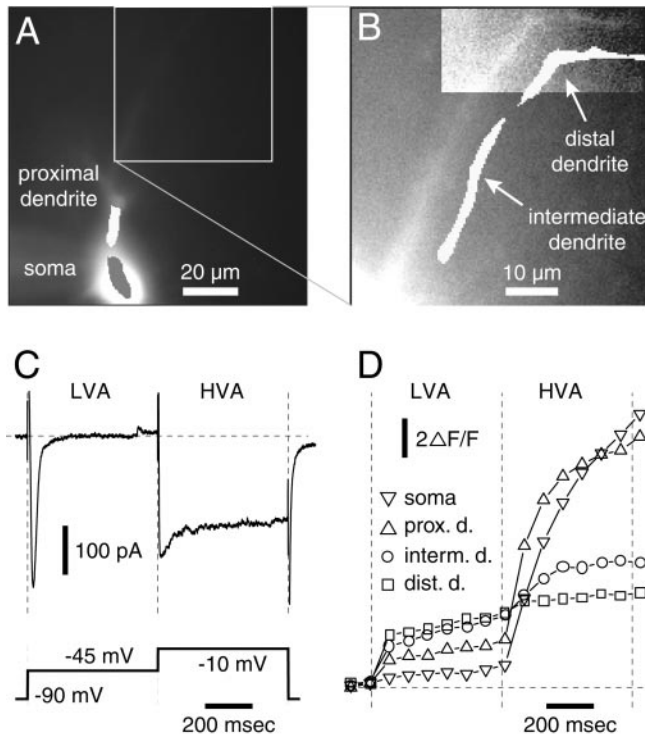 A
proximal
dendrite
soma
20 µm
B
distal
dendrite
intermediate
dendrite
10 µm
C
LVA
HVA
100 pA
-45 mV
-10 mV
-90 mV
200 msec
D
LVA
HVA
2△F/F
soma
prox. d.
interm. d.
dist. d.
200 msec